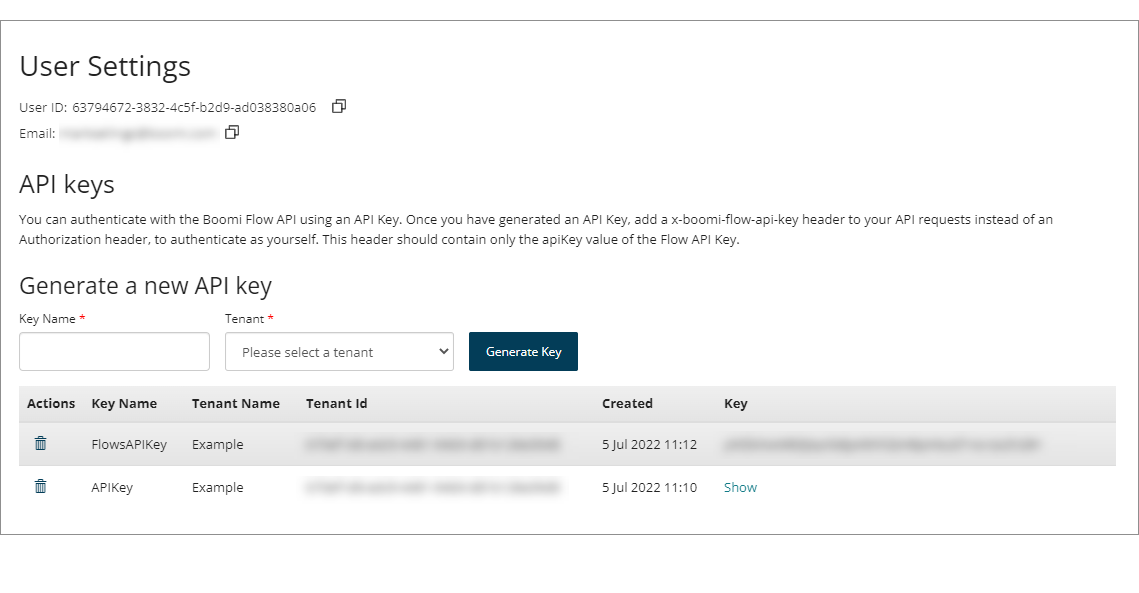 User Settings
User ID: 63794672-3832-4c5f-b2d9-ad038380a06
Email:
API keys
You can authenticate with the Boomi Flow API using an API Key. Once you have generated an API Key, add a x-boomi-flow-api-key header to your API requests instead of an
Authorization header, to authenticate as yourself. This header should contain only the apiKey value of the Flow API Key.
Generate a new API key
Key Name * Tenant *
Please select a tenant Generate Key
Actions Key Name Tenant Name Tenant Id Created Key
FlowsAPIKey Example 5 Jul 2022 11:12
APIKey Example 5 Jul 2022 11:10 Show